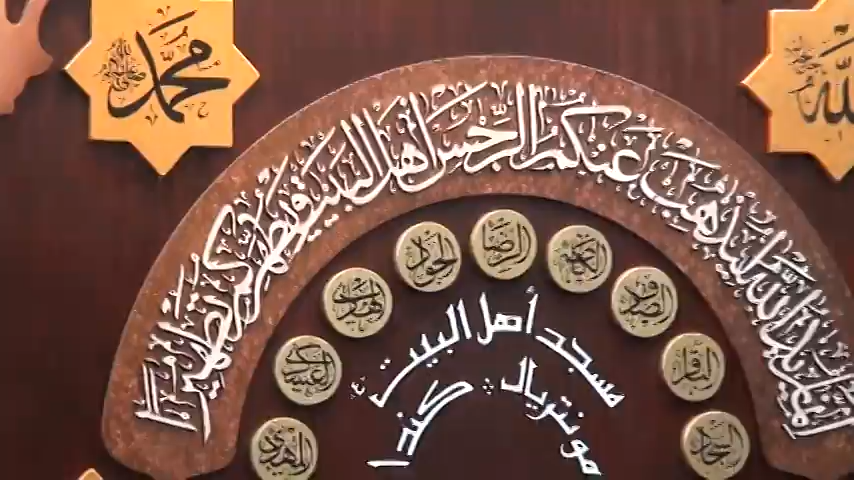 محمد
الله
إنما يريد الله ليذهب عنكم الرجس أهل البيت ويطهركم تطهيرا
السجاد
الباقر
الصادق
الكاظم
الرضا
الجواد
الهادي
العسكري
المهدي
مسجد أهل البيت
مونتريال كندا